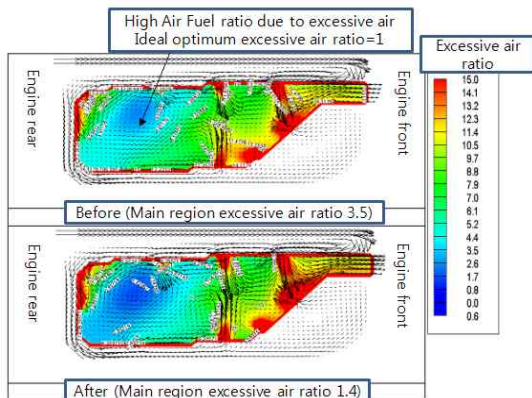 High Air Fuel ratio due to excessive air
Ideal optimum excessive air ratio=1
Excessive air
ratio
Engine rear
Engine front
15.0
14.1
13.2
12.3
11.4
10.5
9.6
8.8
7.9
7.0
6.1
5.2
4.4
3.5
2.6
1.7
0.8
0.0
0.6
Before (Main region excessive air ratio 3.5)
Engine rear
Engine front
After (Main region excessive air ratio 1.4)